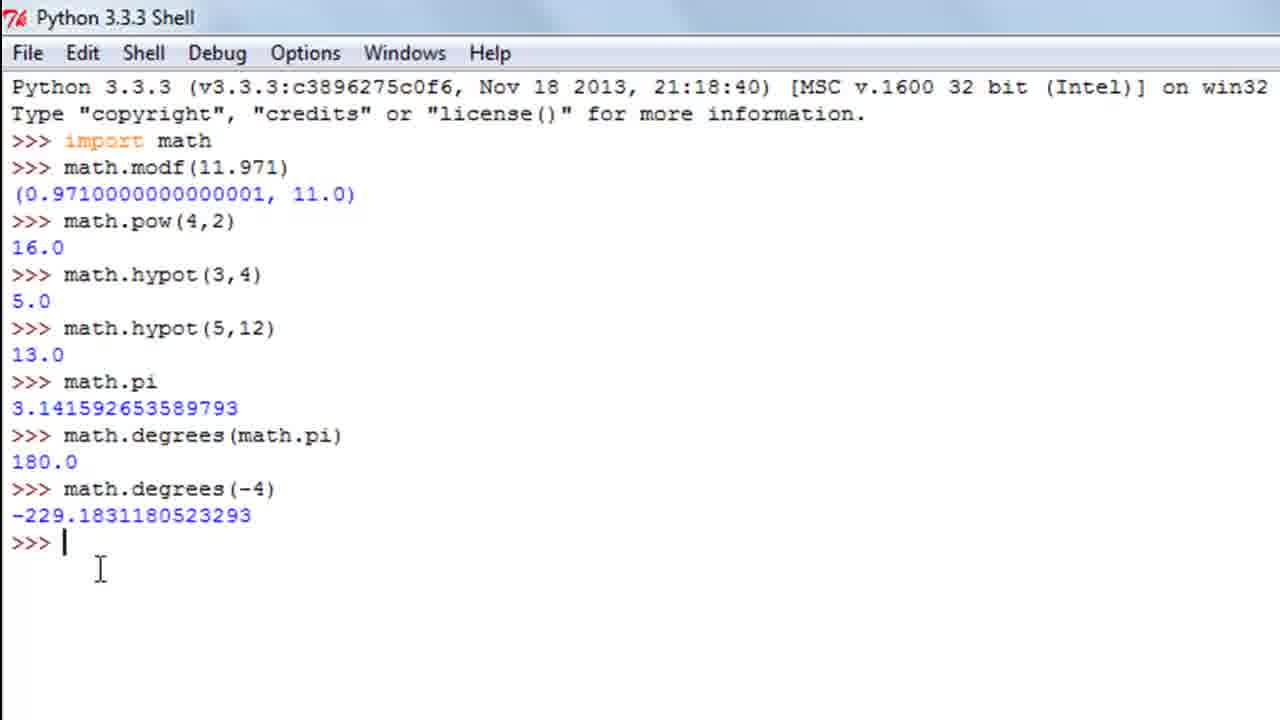 Python 3.3.3 Shell
File Edit Shell Debug Options Windows Help
Python 3.3.3 (v3.3.3:c3896275c0f6, Nov 18 2013, 21:18:40) [MSC v.1600 32 bit (Intel)] on win32
Type "copyright", "credits" or "license()" for more information.
>>> import math
>>> math.modf(11.971)
(0.9710000000000001, 11.0)
>>> math.pow(4,2)
16.0
>>> math.hypot(3,4)
5.0
>>> math.hypot(5,12)
13.0
>>> math.pi
3.141592653589793
>>> math.degrees(math.pi)
180.0
>>> math.degrees(-4)
-229.1831180523293
>>>